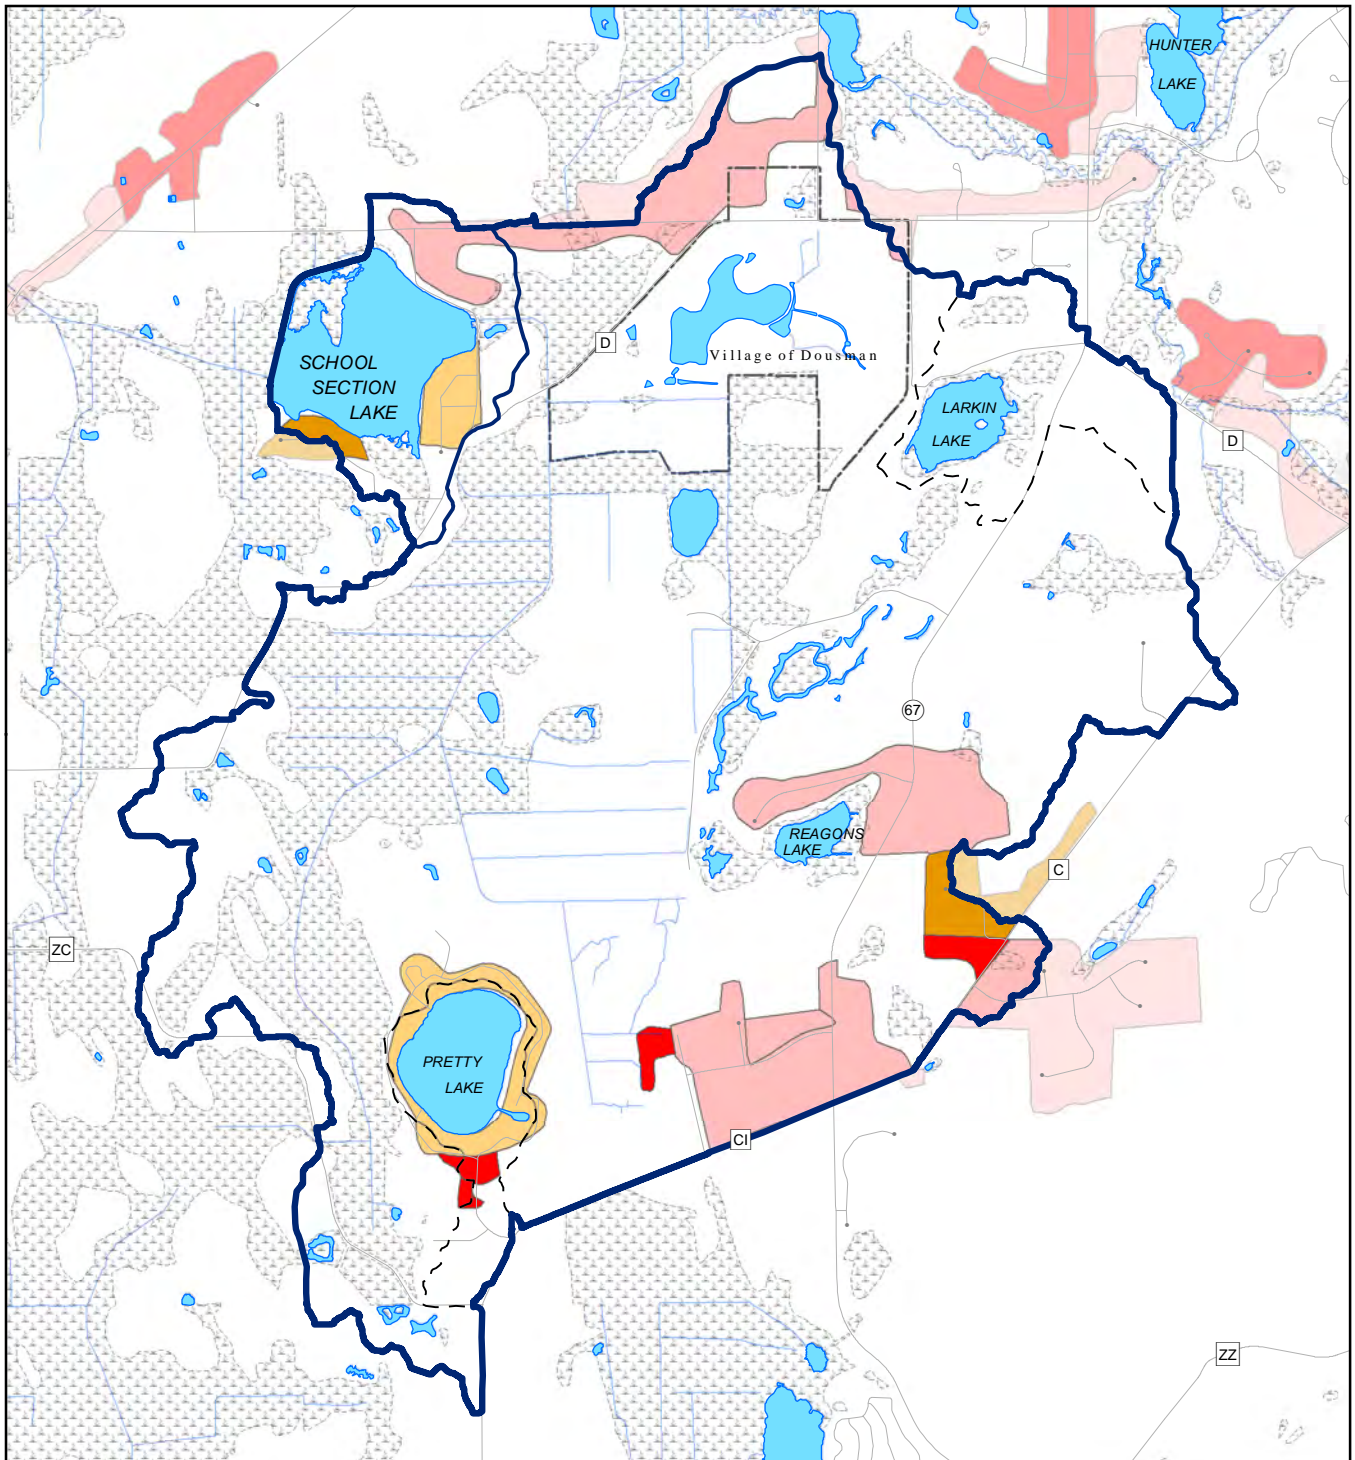 HUNTER
LAKE
SCHOOL
SECTION
LAKE
D
Village of Dousman
LARKIN
LAKE
D
67
REAGONS
LAKE
C
ZC
PRETTY
LAKE
CI
ZZ